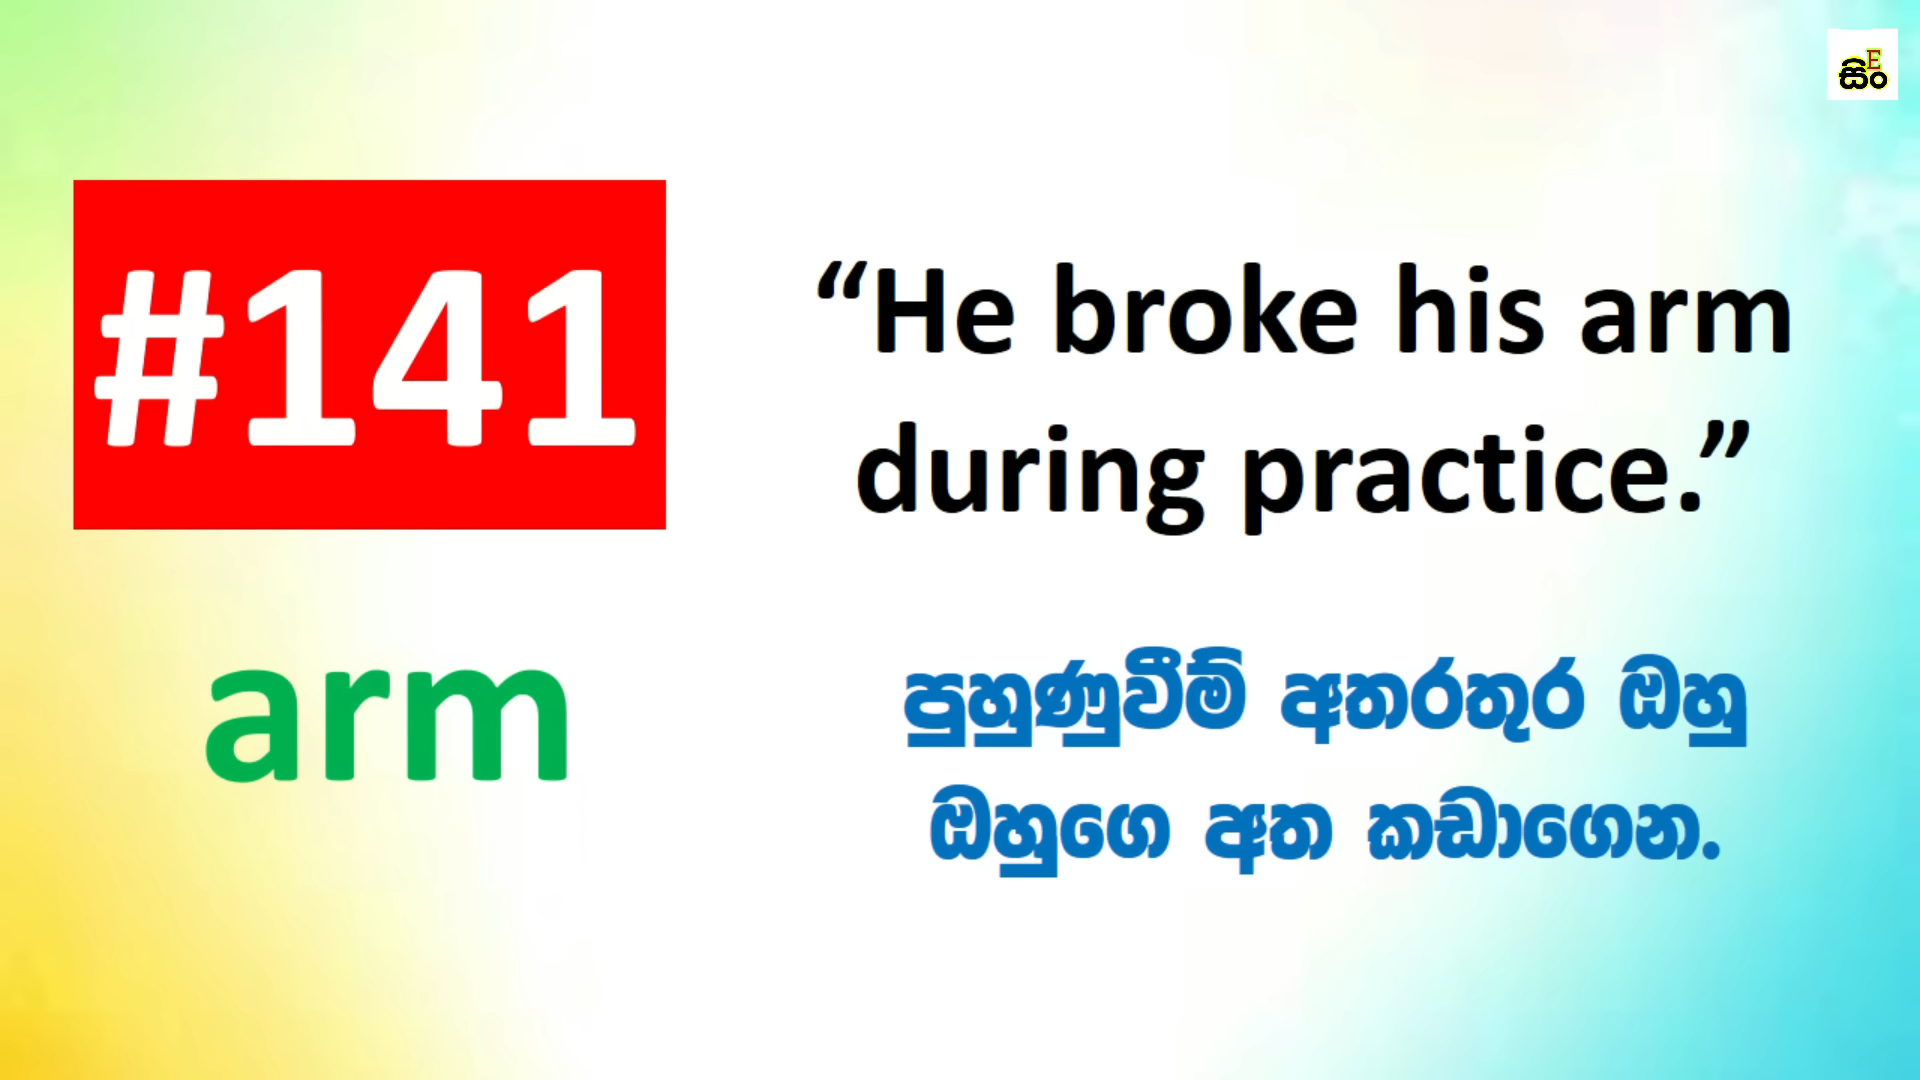 සිංE
#141
“He broke his arm
during practice.”
arm
පුහුණුවීම් අතරතුර ඔහු
ඔහුගෙ අත කඩාගෙන.